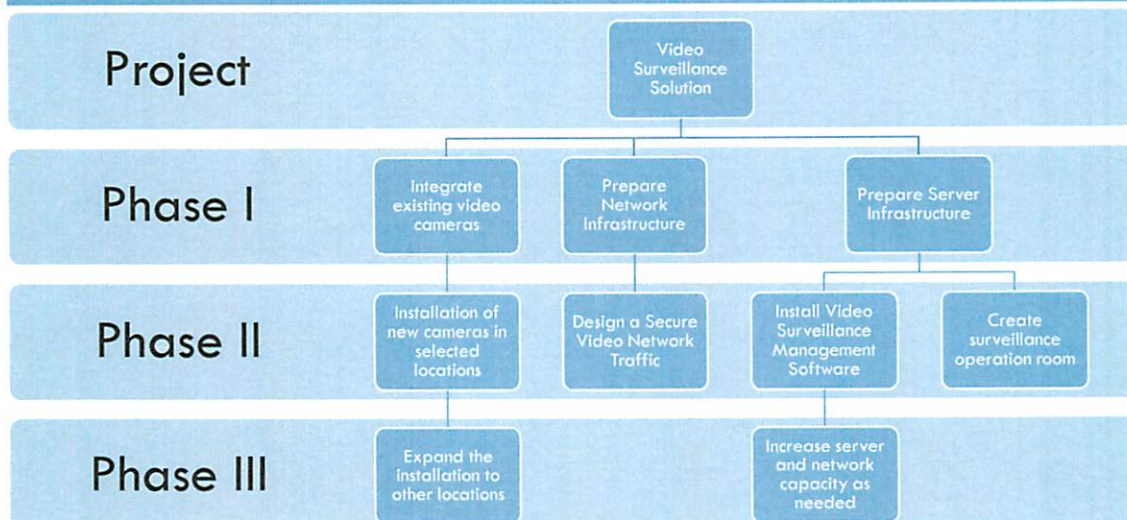 Project
Video
Surveillance
Solution
Phase I
Integrate
existing video
cameras
Prepare
Network
Infrastructure
Prepare Server
Infrastructure
Phase II
Installation of
new cameras in
selected
locations
Design a Secure
Video Network
Traffic
Install Video
Surveillance
Management
Software
Create
surveillance
operation room
Phase III
Expand the
installation to
other locations
Increase server
and network
capacity as
needed